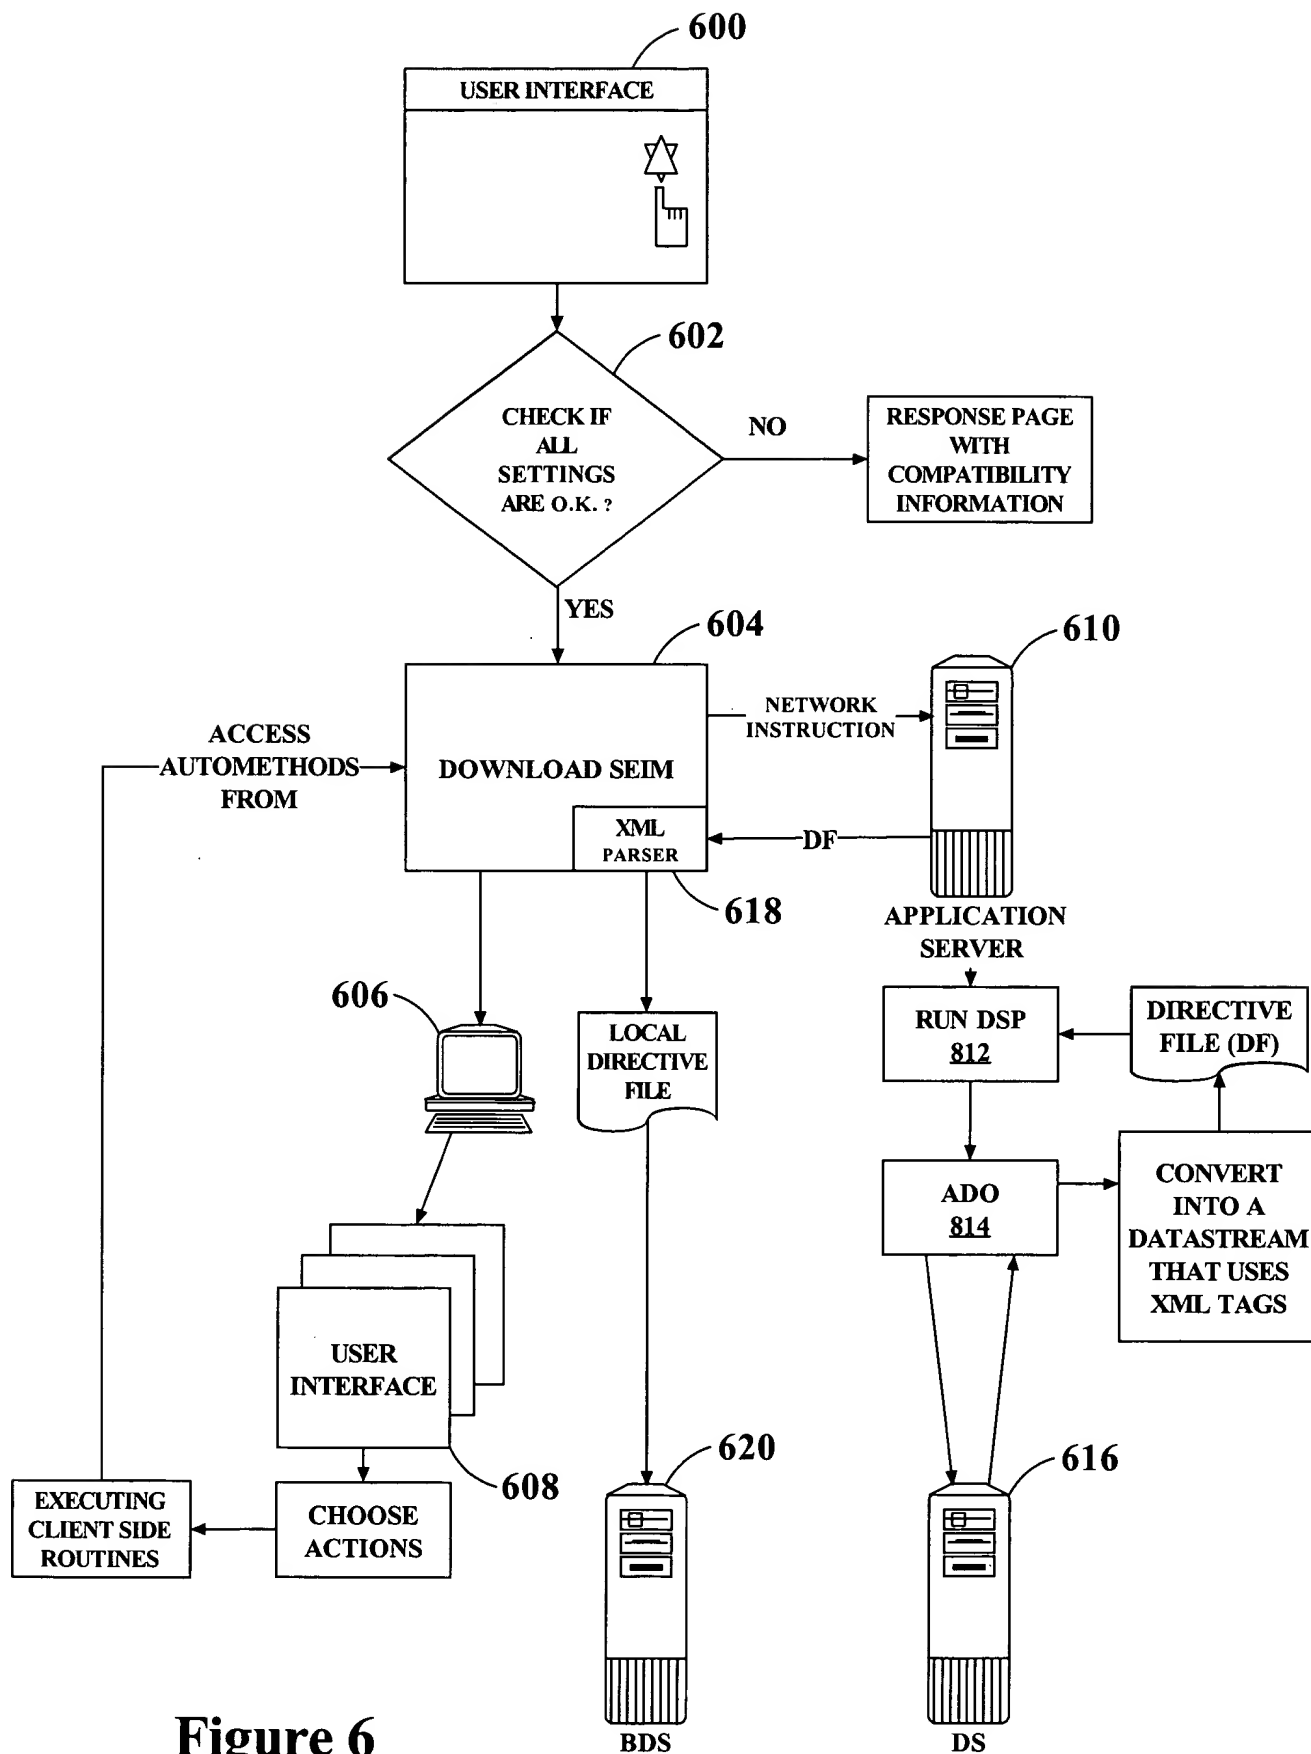 600
USER INTERFACE
602
CHECK IF
ALL
SETTINGS
ARE O.K. ?
NO
RESPONSE PAGE
WITH
COMPATIBILITY
INFORMATION
YES
604
610
NETWORK
INSTRUCTION
ACCESS
AUTOMETHODS
FROM
DOWNLOAD SEIM
XML
PARSER
DF
618
APPLICATION
SERVER
606
LOCAL
DIRECTIVE
FILE
RUN DSP
812
DIRECTIVE
FILE (DF)
ADO
814
CONVERT
INTO A
DATASTREAM
THAT USES
XML TAGS
USER
INTERFACE
608
620
616
EXECUTING
CLIENT SIDE
ROUTINES
CHOOSE
ACTIONS
BDS
DS
Figure 6